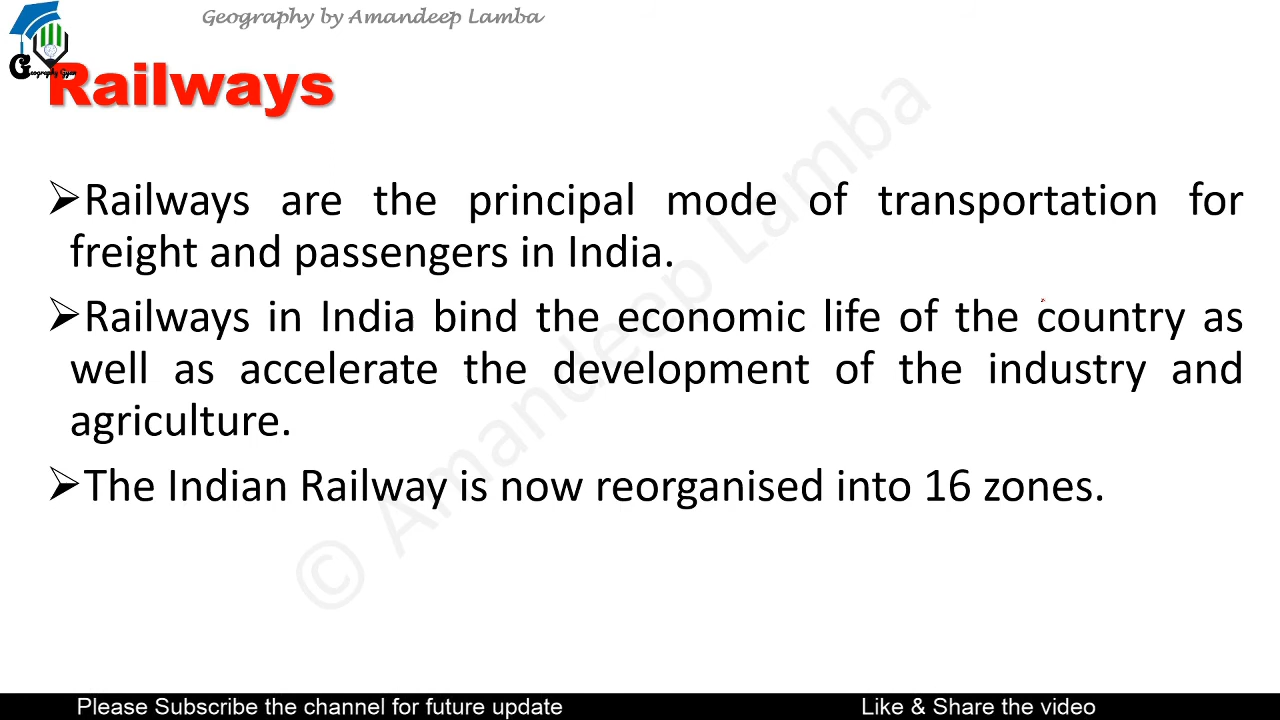 Geography by Amandeep Lamba
Geography Gyan
Railways
➢Railways are the principal mode of transportation for
freight and passengers in India.
➢Railways in India bind the economic life of the country as
well as accelerate the development of the industry and
agriculture.
➢The Indian Railway is now reorganised into 16 zones.
© Amandeep Lamba
Please Subscribe the channel for future update
Like & Share the video